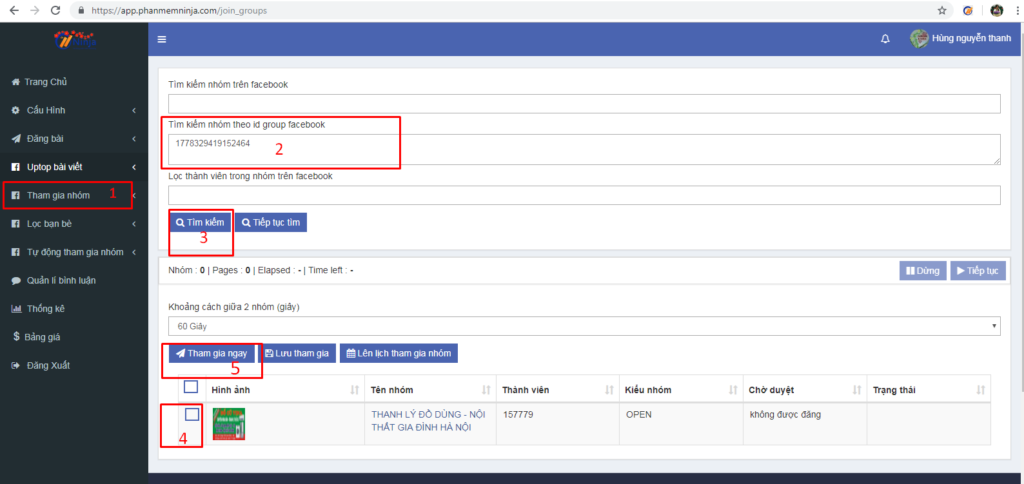 https://app.phanmemninja.com/join_groups
Hùng nguyễn thanh
Trang Chủ
Cấu Hình
Đăng bài
Uptop bài viết
Tham gia nhóm 1
Lọc bạn bè
Tự động tham gia nhóm
Quản lí bình luận
Thống kê
$ Bảng giá
Đăng Xuất
Tìm kiếm nhóm trên facebook
Tìm kiếm nhóm theo id group facebook
1778329419152464
2
Lọc thành viên trong nhóm trên facebook
Tìm kiếm Tiếp tục tìm
3
Nhóm : 0 | Pages : 0 | Elapsed : - | Time left : -
Dừng Tiếp tục
Khoảng cách giữa 2 nhóm (giây)
60 Giây
Tham gia ngay Lưu tham gia Lên lịch tham gia nhóm
5
Hình ảnh Tên nhóm Thành viên Kiểu nhóm Chờ duyệt Trạng thái
THANH LÝ ĐỒ DÙNG - NỘI THẤT GIA ĐÌNH HÀ NỘI 157779 OPEN không được đăng
4